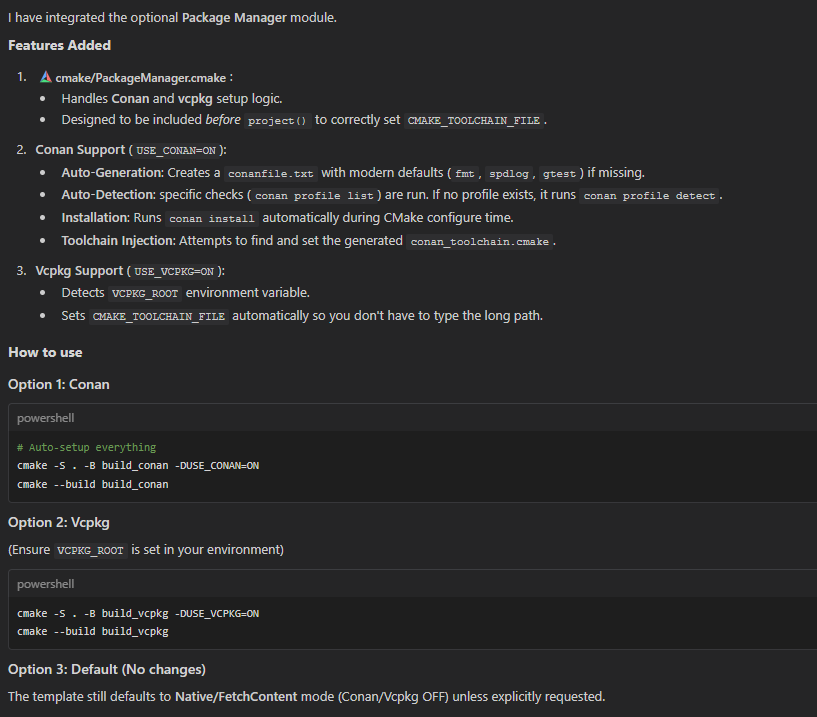 I have integrated the optional Package Manager module.
Features Added
1. cmake/PackageManager.cmake :
• Handles Conan and vcpkg setup logic.
• Designed to be included before project() to correctly set CMAKE_TOOLCHAIN_FILE .
2. Conan Support ( USE_CONAN=ON ):
• Auto-Generation: Creates a conanfile.txt with modern defaults ( fmt , spdlog , gtest ) if missing.
• Auto-Detection: specific checks ( conan profile list ) are run. If no profile exists, it runs conan profile detect .
• Installation: Runs conan install automatically during CMake configure time.
• Toolchain Injection: Attempts to find and set the generated conan_toolchain.cmake .
3. Vcpkg Support ( USE_VCPKG=ON ):
• Detects VCPKG_ROOT environment variable.
• Sets CMAKE_TOOLCHAIN_FILE automatically so you don't have to type the long path.
How to use
Option 1: Conan
powershell
# Auto-setup everything
cmake -S . -B build_conan -DUSE_CONAN=ON
cmake --build build_conan
Option 2: Vcpkg
(Ensure VCPKG_ROOT is set in your environment)
powershell
cmake -S . -B build_vcpkg -DUSE_VCPKG=ON
cmake --build build_vcpkg
Option 3: Default (No changes)
The template still defaults to Native/FetchContent mode (Conan/Vcpkg OFF) unless explicitly requested.